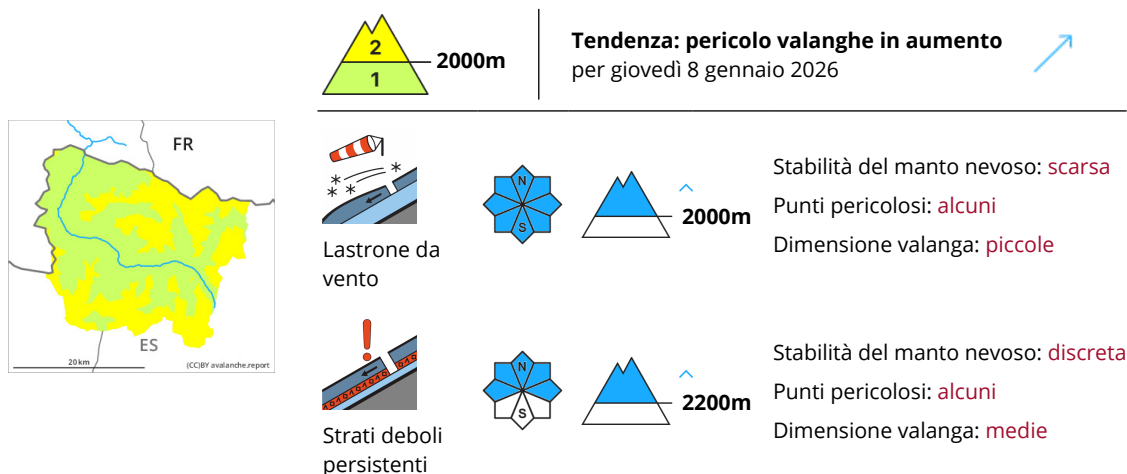 2
1
2000m
Tendenza: pericolo valanghe in aumento
per giovedì 8 gennaio 2026
FR
ES
20 km
(CC)BY avalanche.report
N
S
2000m
Lastrone da
vento
Stabilità del manto nevoso: scarsa
Punti pericolosi: alcuni
Dimensione valanga: piccole
N
S
2200m
Strati deboli
persistenti
Stabilità del manto nevoso: discreta
Punti pericolosi: alcuni
Dimensione valanga: medie